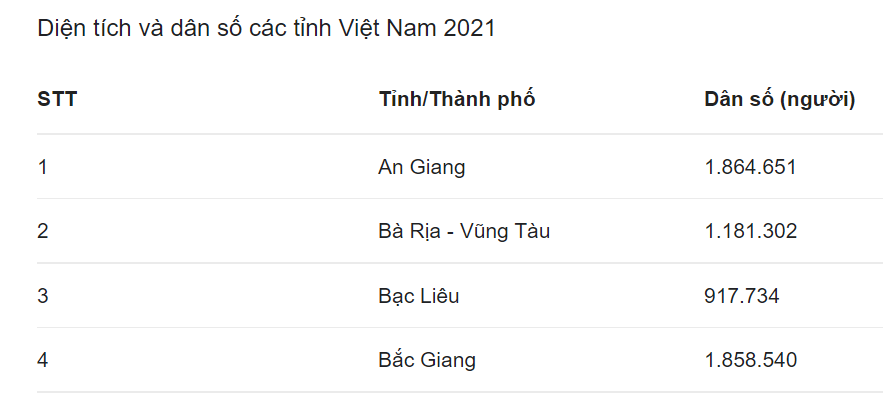 Diện tích và dân số các tỉnh Việt Nam 2021
STT Tỉnh/Thành phố Dân số (người)
1 An Giang 1.864.651
2 Bà Rịa - Vũng Tàu 1.181.302
3 Bạc Liêu 917.734
4 Bắc Giang 1.858.540